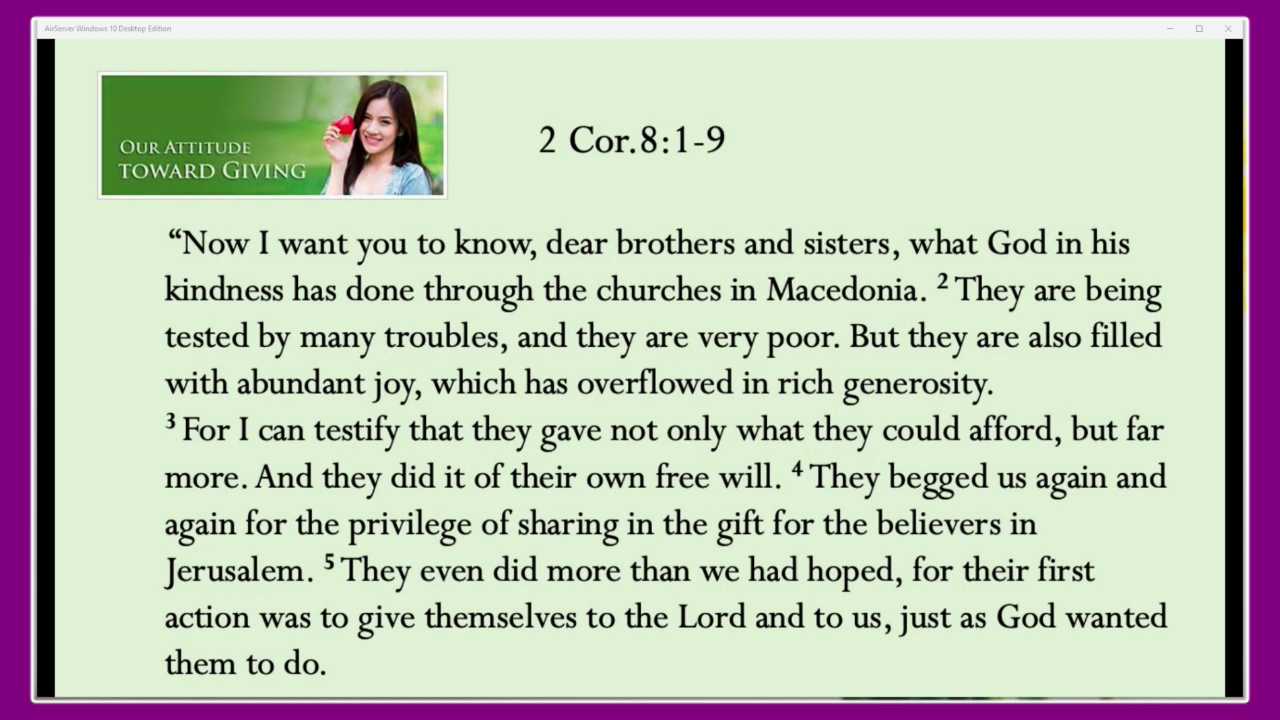 AirServer Windows 10 Desktop Edition
OUR ATTITUDE
TOWARD GIVING
2 Cor.8:1-9
“Now I want you to know, dear brothers and sisters, what God in his
kindness has done through the churches in Macedonia. ² They are being
tested by many troubles, and they are very poor. But they are also filled
with abundant joy, which has overflowed in rich generosity.
³ For I can testify that they gave not only what they could afford, but far
more. And they did it of their own free will. ⁴ They begged us again and
again for the privilege of sharing in the gift for the believers in
Jerusalem. ⁵ They even did more than we had hoped, for their first
action was to give themselves to the Lord and to us, just as God wanted
them to do.